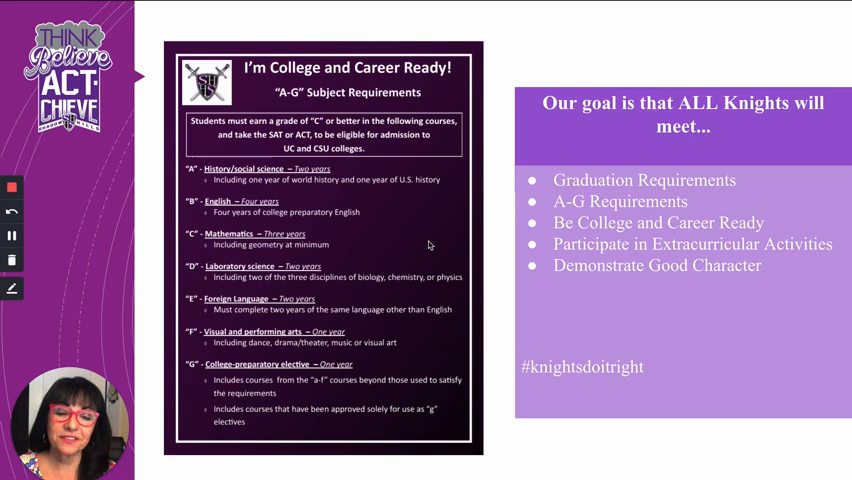 THINK
Believe
ACT-
CHIEVE
SHADOW HILLS
SH
HS
I'm College and Career Ready!
"A-G" Subject Requirements
Students must earn a grade of "C" or better in the following courses,
and take the SAT or ACT, to be eligible for admission to
UC and CSU colleges.
"A" - History/social science – Two years
Including one year of world history and one year of U.S. history
"B" - English – Four years
Four years of college preparatory English
"C" - Mathematics – Three years
Including geometry at minimum
"D" - Laboratory science – Two years
Including two of the three disciplines of biology, chemistry, or physics
"E" - Foreign Language – Two years
Must complete two years of the same language other than English
"F" - Visual and performing arts – One year
Including dance, drama/theater, music or visual art
"G" - College-preparatory elective – One year
Includes courses from the "a-f" courses beyond those used to satisfy
the requirements
Includes courses that have been approved solely for use as "g"
electives
Our goal is that ALL Knights will
meet...
Graduation Requirements
A-G Requirements
Be College and Career Ready
Participate in Extracurricular Activities
Demonstrate Good Character
#knightsdoitright